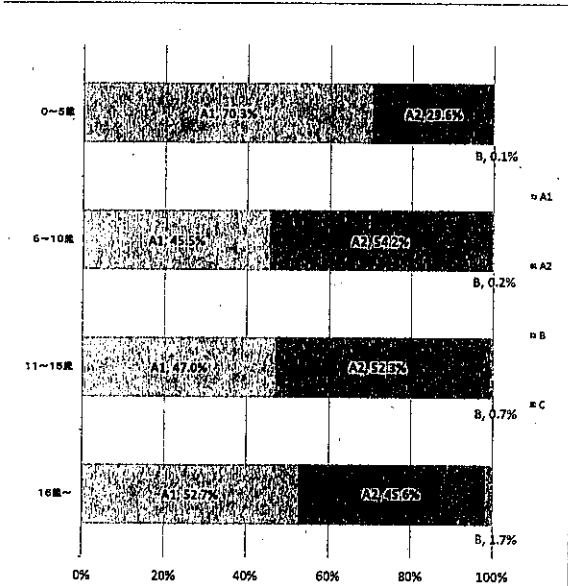 0～5歳
A1, 70.3%
A2, 29.6%
B, 0.1%
A1
6～10歳
A1, 45.5%
A2, 54.2%
A2
B, 0.2%
B
11～15歳
A1, 47.0%
A2, 52.3%
C
B, 0.7%
16歳～
A1, 52.7%
A2, 45.6%
B, 1.7%
0% 20% 40% 60% 80% 100%